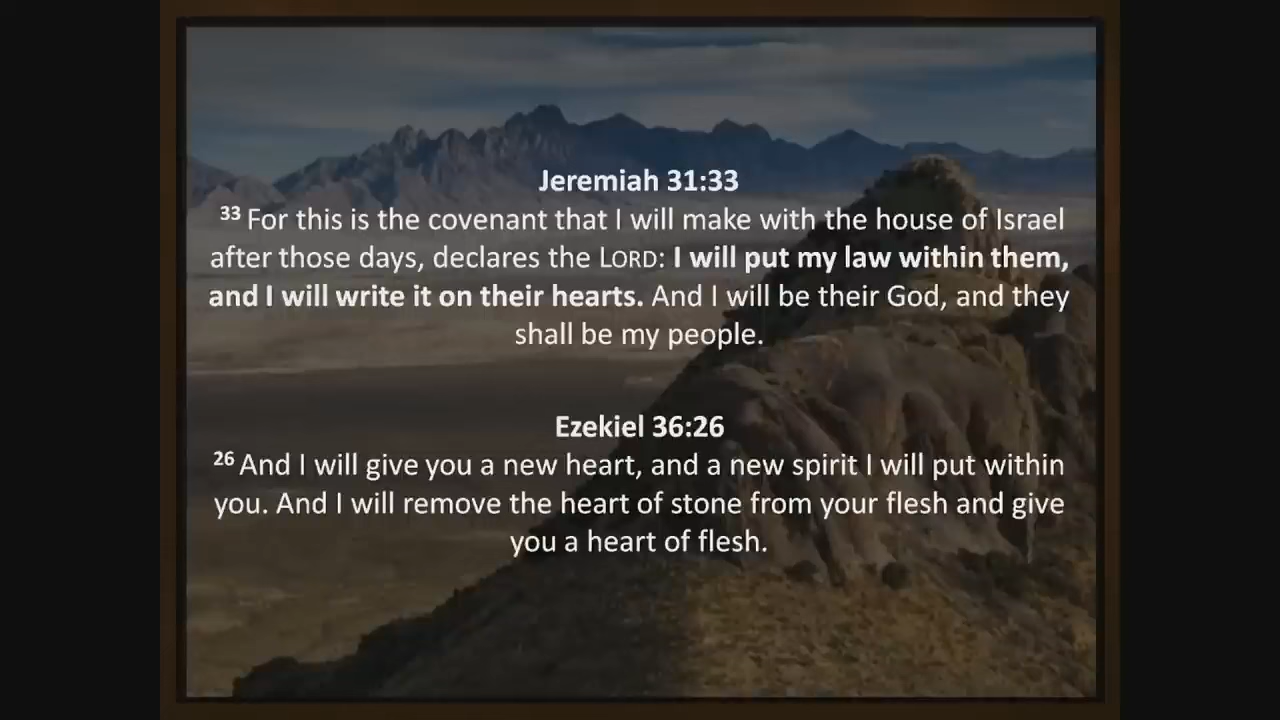 Jeremiah 31:33
33 For this is the covenant that I will make with the house of Israel
after those days, declares the LORD: I will put my law within them,
and I will write it on their hearts. And I will be their God, and they
shall be my people.
Ezekiel 36:26
26 And I will give you a new heart, and a new spirit I will put within
you. And I will remove the heart of stone from your flesh and give
you a heart of flesh.